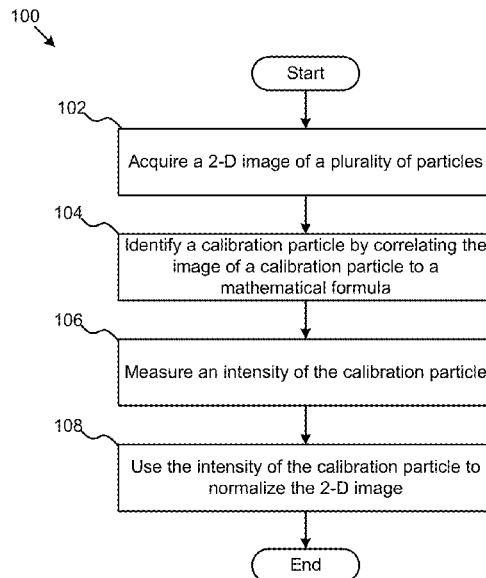 100
Start
102
Acquire a 2-D image of a plurality of particles
104
Identify a calibration particle by correlating the
image of a calibration particle to a
mathematical formula
106
Measure an intensity of the calibration particle
108
Use the intensity of the calibration particle to
normalize the 2-D image
End